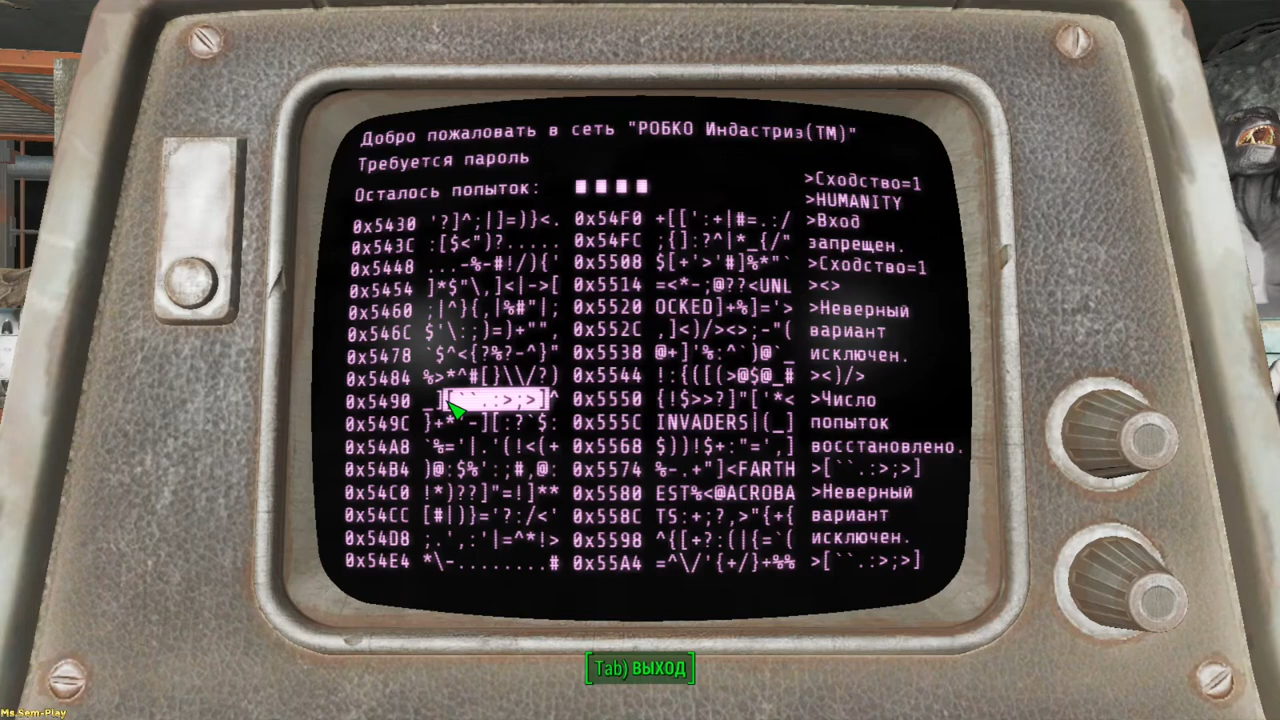 Добро пожаловать в сеть "РОБКО Индастриз(ТМ)"
Требуется пароль
Осталось попыток: ■ ■ ■ ■
0x5430 '?]^;|]=)}<.
0x543C :[$<")?.....
0x5448 ...-%-#!/){'
0x5454 ]*$"\,]<|->[
0x5460 ;|^}{,|%#"|;
0x546C $'\:;)=)+"",
0x5478 `$^<{?%?-^}"
0x5484 %>*^#[}\\/?)
0x5490 _][``.:>;>]^
0x549C }+*'-][:?`$:
0x54A8 `%='|.'(!<(+
0x54B4 )@:$%':;#,@:
0x54C0 !*)??]"=!]**
0x54CC [#|)}='?:/<'
0x54D8 ;.',:'|=^*!>
0x54E4 *\-........#
0x54F0 +[[':+|#=.:/
0x54FC ;{]:?^|*_{/"
0x5508 $[+'>'#]%*"`
0x5514 =<*-;@??<UNL
0x5520 OCKED]+%]='>
0x552C ,]<)/><>;-"(
0x5538 @+]'%:^`)@`_
0x5544 !:{([(>@$@_#
0x5550 {!$>>?]"['*<
0x555C INVADERS|(_]
0x5568 $))!$+:"=',]
0x5574 %-.+"]<FARTH
0x5580 EST%<@ACROBA
0x558C TS:+;?,>"{+{
0x5598 ^{[+?:(|{=`(
0x55A4 =^\/'{+/}+%%
>Сходство=1
>HUMANITY
>Вход
запрещен.
>Сходство=1
><>
>Неверный
вариант
исключен.
><)/>
>Число
попыток
восстановлено.
>[``.:>;>]
>Неверный
вариант
исключен.
>[``.:>;>]
Tab) ВЫХОД
Ms.Sem-Play